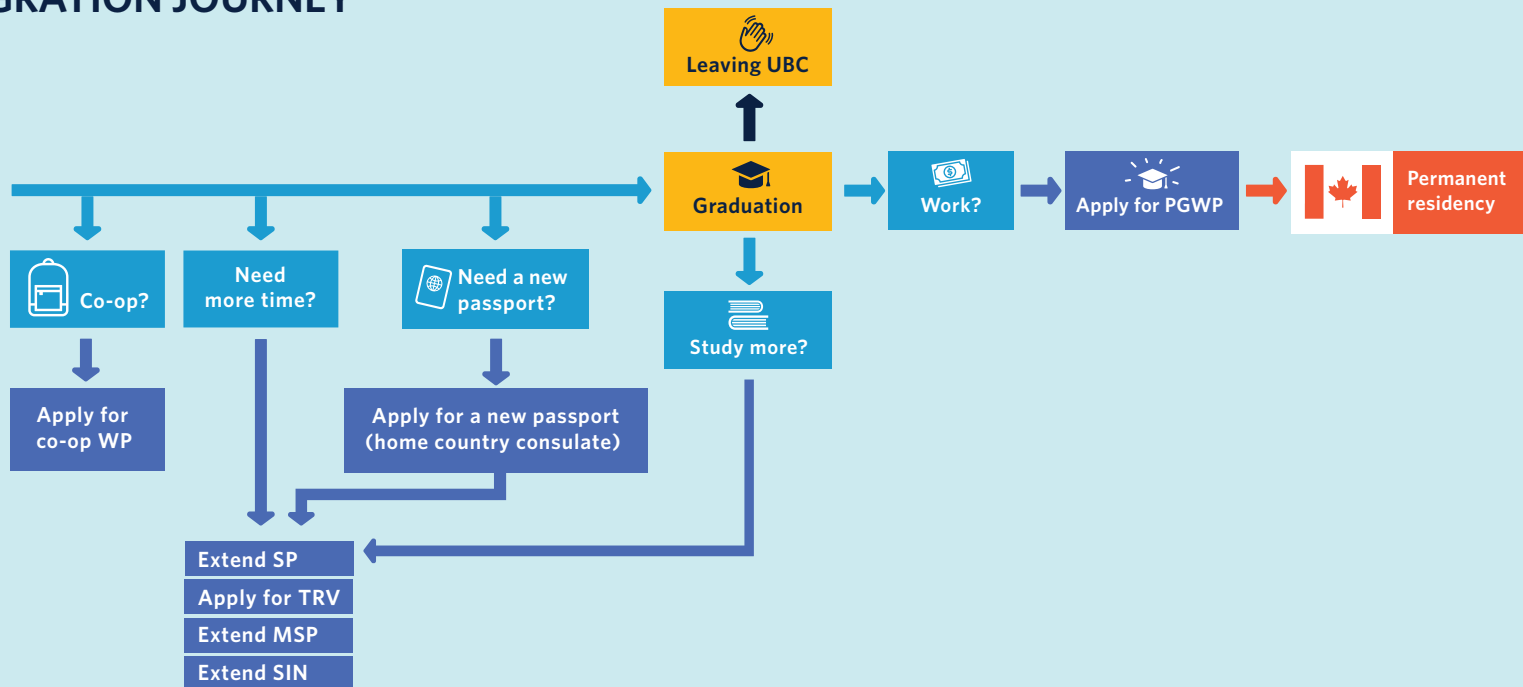 JOURNEY
Leaving UBC
Graduation
Work?
Apply for PGWP
Permanent
residency
Co-op?
Need
more time?
Need a new
passport?
Study more?
Apply for
co-op WP
Apply for a new passport
(home country consulate)
Extend SP
Apply for TRV
Extend MSP
Extend SIN